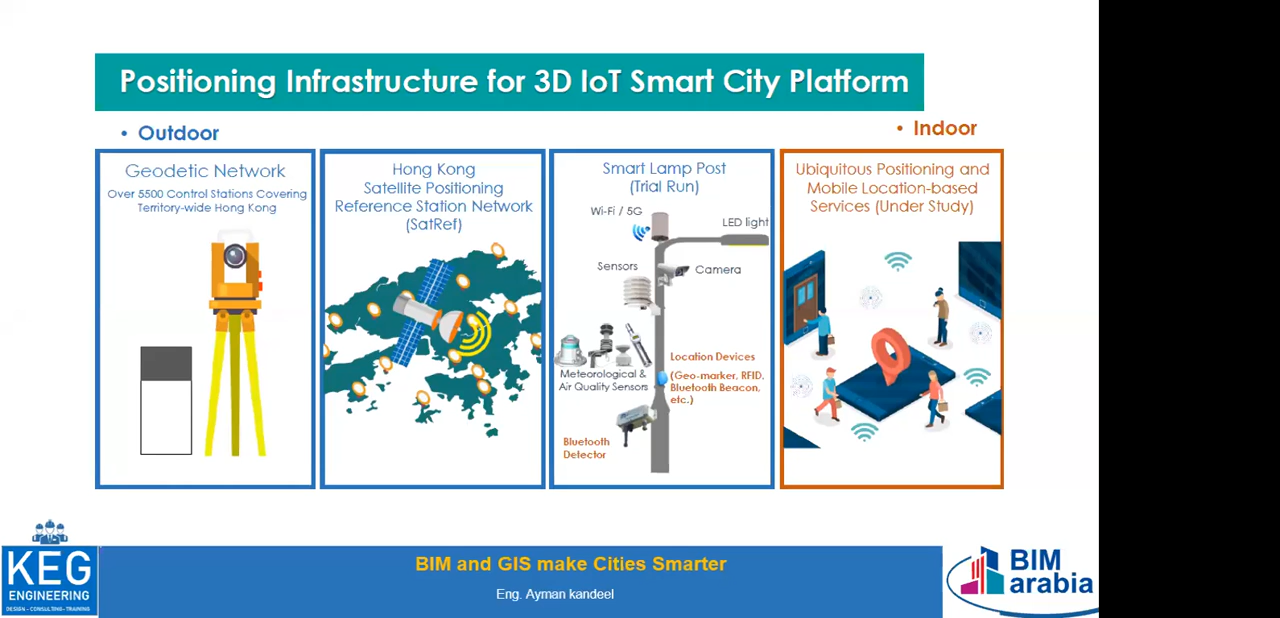 Positioning Infrastructure for 3D IoT Smart City Platform
• Outdoor
• Indoor
Geodetic Network
Over 5500 Control Stations Covering
Territory-wide Hong Kong
Hong Kong
Satellite Positioning
Reference Station Network
(SatRef)
Smart Lamp Post
(Trial Run)
Wi-Fi / 5G
LED light
Sensors
Camera
Meteorological &
Air Quality Sensors
Location Devices
(Geo-marker, RFID,
Bluetooth Beacon,
etc.)
Bluetooth
Detector
Ubiquitous Positioning and
Mobile Location-based
Services (Under Study)
KEG
ENGINEERING
DESIGN - CONSULTING-TRAINING
BIM and GIS make Cities Smarter
Eng. Ayman kandeel
BIM
arabia